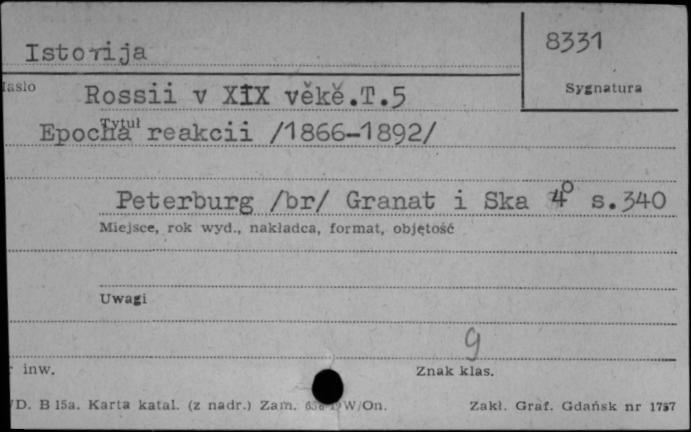 Istorija
8331
Hasło
Sygnatura
Rossii v XIX věkě.T.5
Tytuł
Epocha reakcii /1866-1892/
Peterburg /br/ Granat i Ska 4° s.340
Miejsce, rok wyd., nakładca, format, objętość
Uwagi
9
inw.
Znak klas.
D. B 15a. Karta katal. (z nadr.) Zam. W/On.
Zakł. Graf. Gdańsk nr 1757